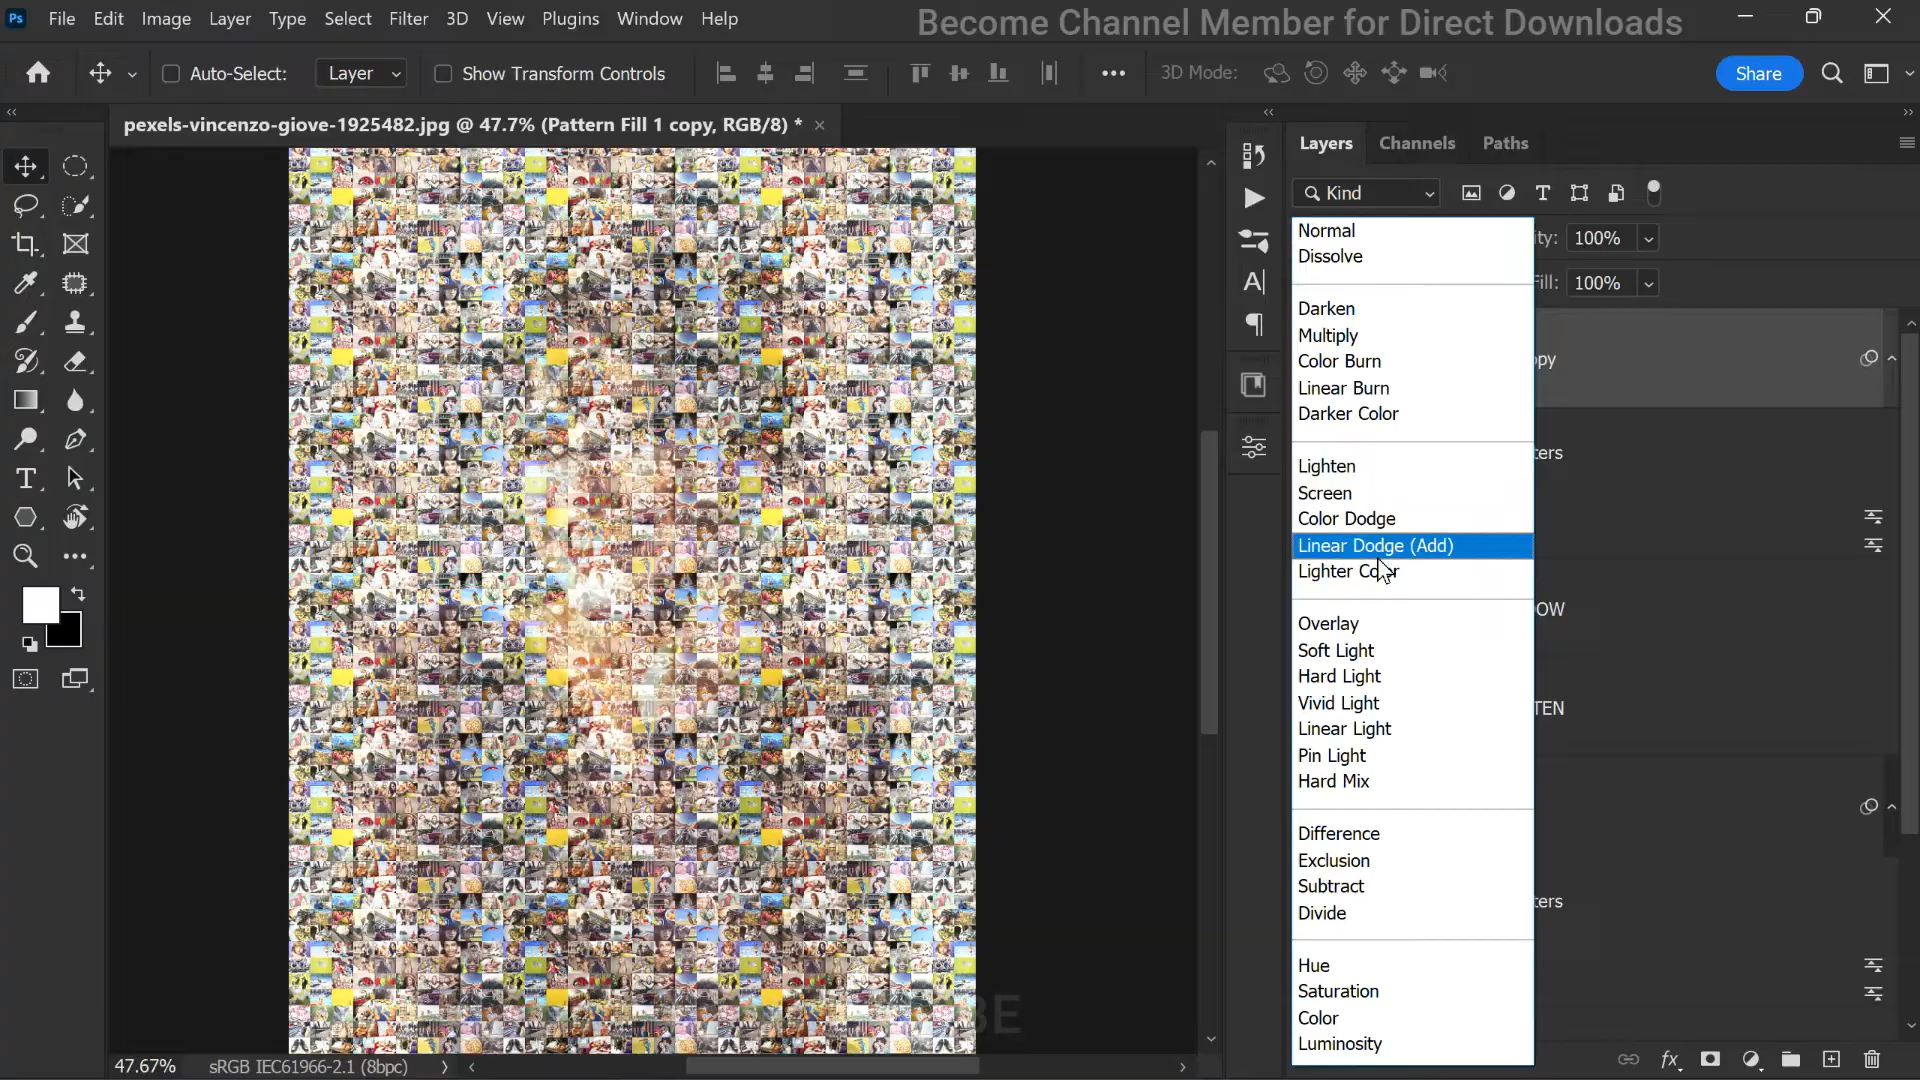 Ps File Edit Image Layer Type Select Filter 3D View Plugins Window Help
Become Channel Member for Direct Downloads
Auto-Select: Layer Show Transform Controls 3D Mode: Share
pexels-vincenzo-giove-1925482.jpg @ 47.7% (Pattern Fill 1 copy, RGB/8) *
Layers Channels Paths
Kind
Normal
ity: 100%
Dissolve
ill: 100%
Darken
Multiply
opy
Color Burn
Linear Burn
Darker Color
ters
Lighten
Screen
Color Dodge
Linear Dodge (Add)
Lighter Color
OW
Overlay
Soft Light
Hard Light
Vivid Light
TEN
Linear Light
Pin Light
Hard Mix
Difference
Exclusion
Subtract
ters
Divide
Hue
Saturation
Color
BE
Luminosity
fx
47.67% sRGB IEC61966-2.1 (8bpc)